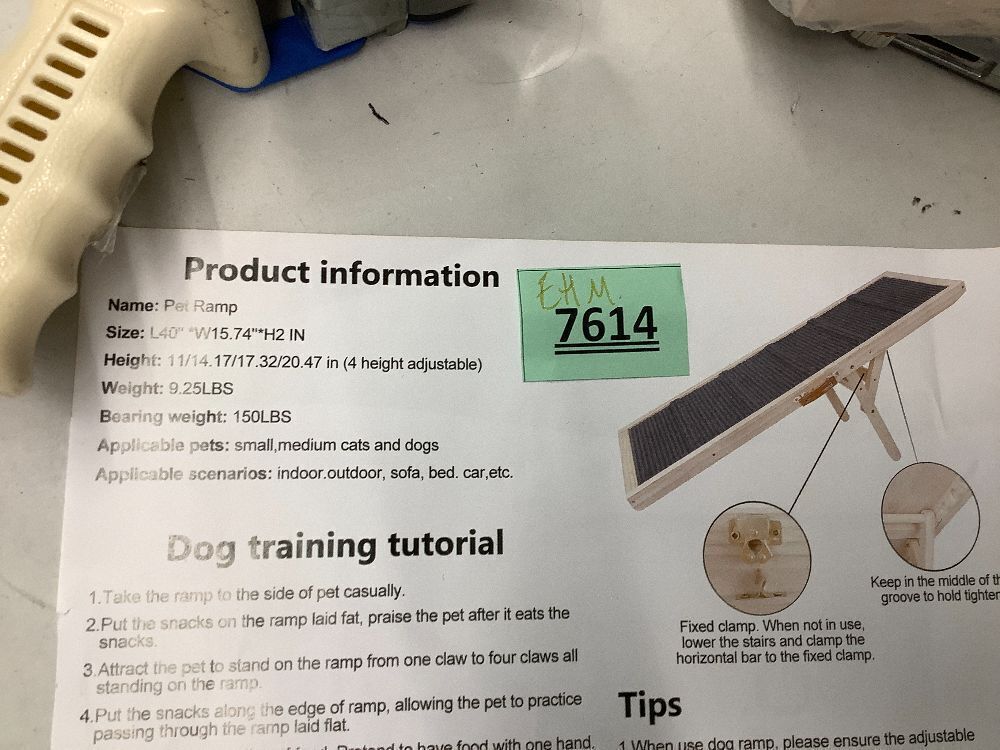 Product information
Name: Pet Ramp
Size: L40" *W15.74"*H2 IN
Height: 11/14.17/17.32/20.47 in (4 height adjustable)
Weight: 9.25LBS
Bearing weight: 150LBS
Applicable pets: small,medium cats and dogs
Applicable scenarios: indoor.outdoor, sofa, bed. car,etc.
EHM.
7614
Dog training tutorial
1.Take the ramp to the side of pet casually.
2.Put the snacks on the ramp laid fat, praise the pet after it eats the
snacks.
3.Attract the pet to stand on the ramp from one claw to four claws all
standing on the ramp.
4.Put the snacks along the edge of ramp, allowing the pet to practice
passing through the ramp laid flat.
Pretend to have food with one hand.
Keep in the middle of
groove to hold
Fixed clamp. When not in use,
lower the stairs and clamp the
horizontal bar to the fixed clamp.
Tips
1.When use dog ramp, please ensure the adjustable